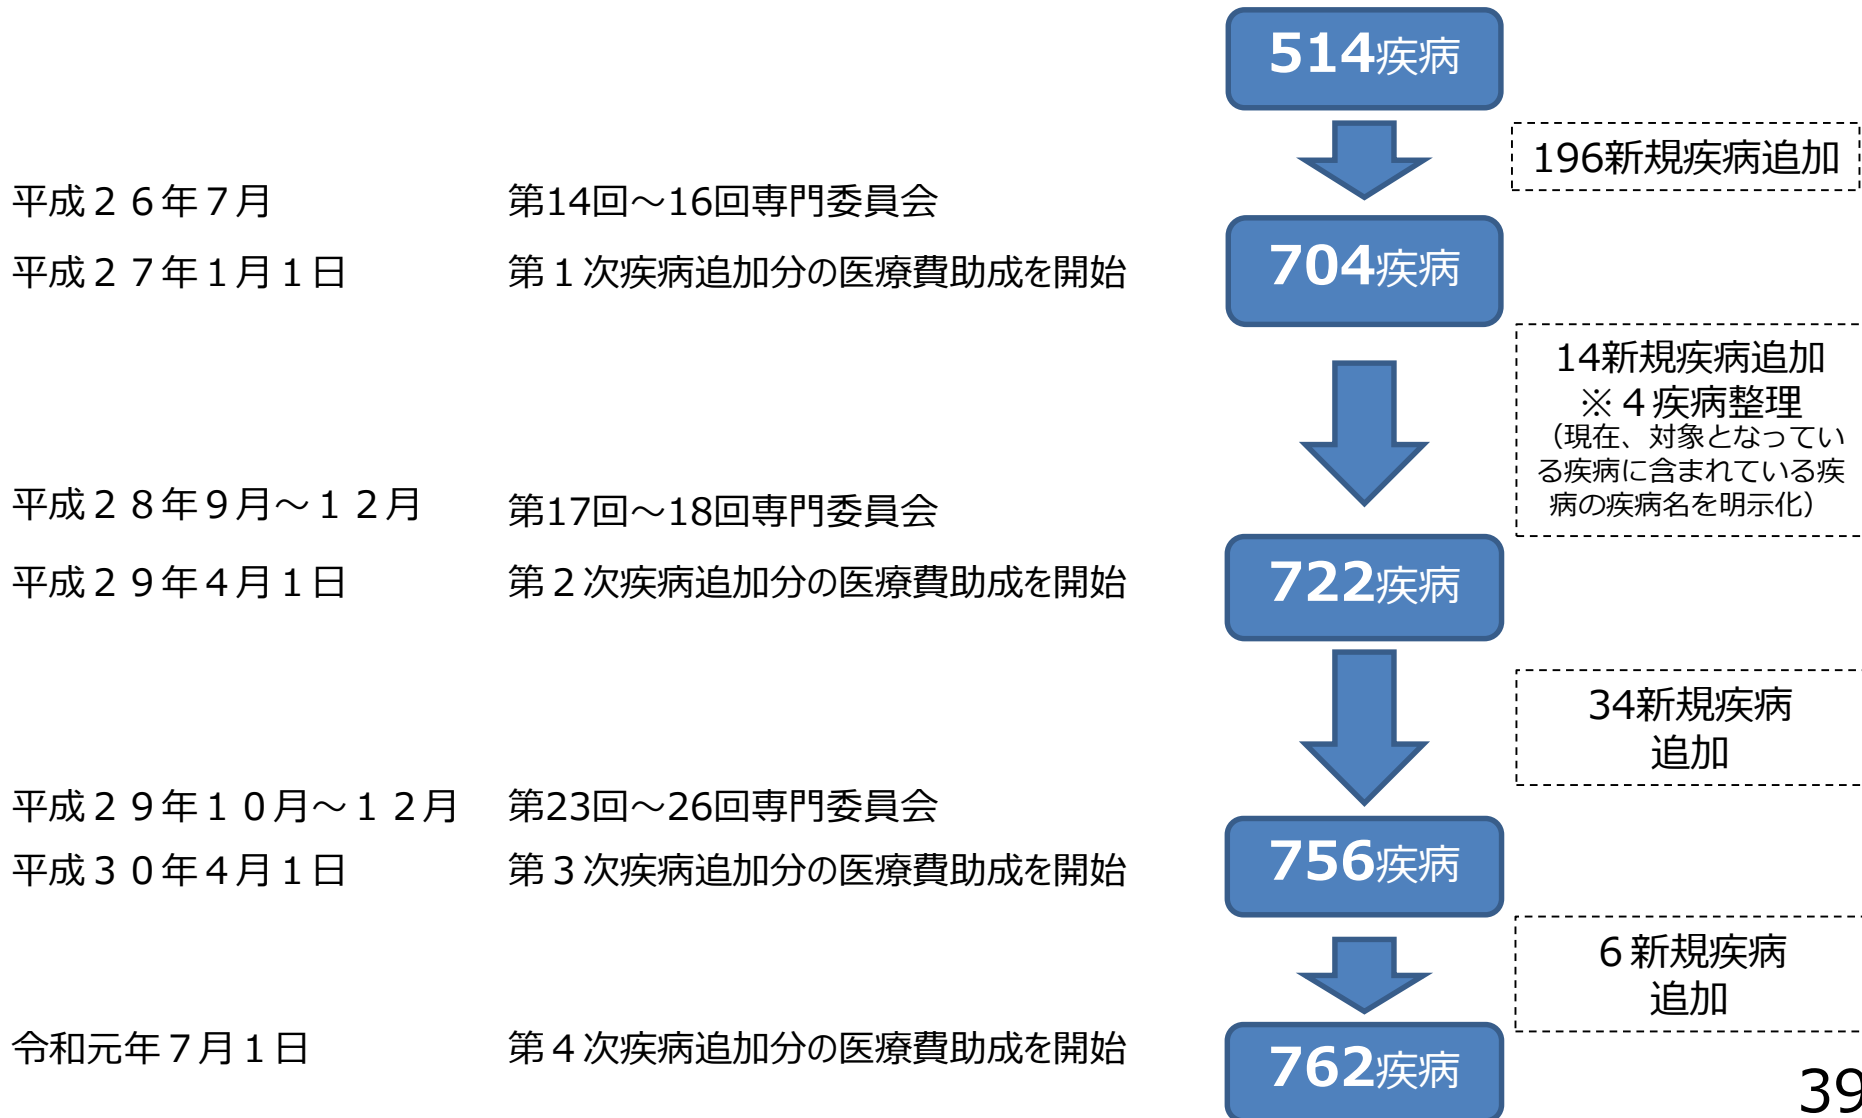 514疾病
196新規疾病追加
平成２６年７月 第14回～16回専門委員会
平成２７年１月１日 第１次疾病追加分の医療費助成を開始
704疾病
14新規疾病追加
※４疾病整理
（現在、対象となってい
る疾病に含まれている疾
病の疾病名を明示化）
平成２８年９月～１２月 第17回～18回専門委員会
平成２９年４月１日 第２次疾病追加分の医療費助成を開始
722疾病
34新規疾病
追加
平成２９年１０月～１２月 第23回～26回専門委員会
平成３０年４月１日 第３次疾病追加分の医療費助成を開始
756疾病
６新規疾病
追加
令和元年７月１日 第４次疾病追加分の医療費助成を開始
762疾病
39